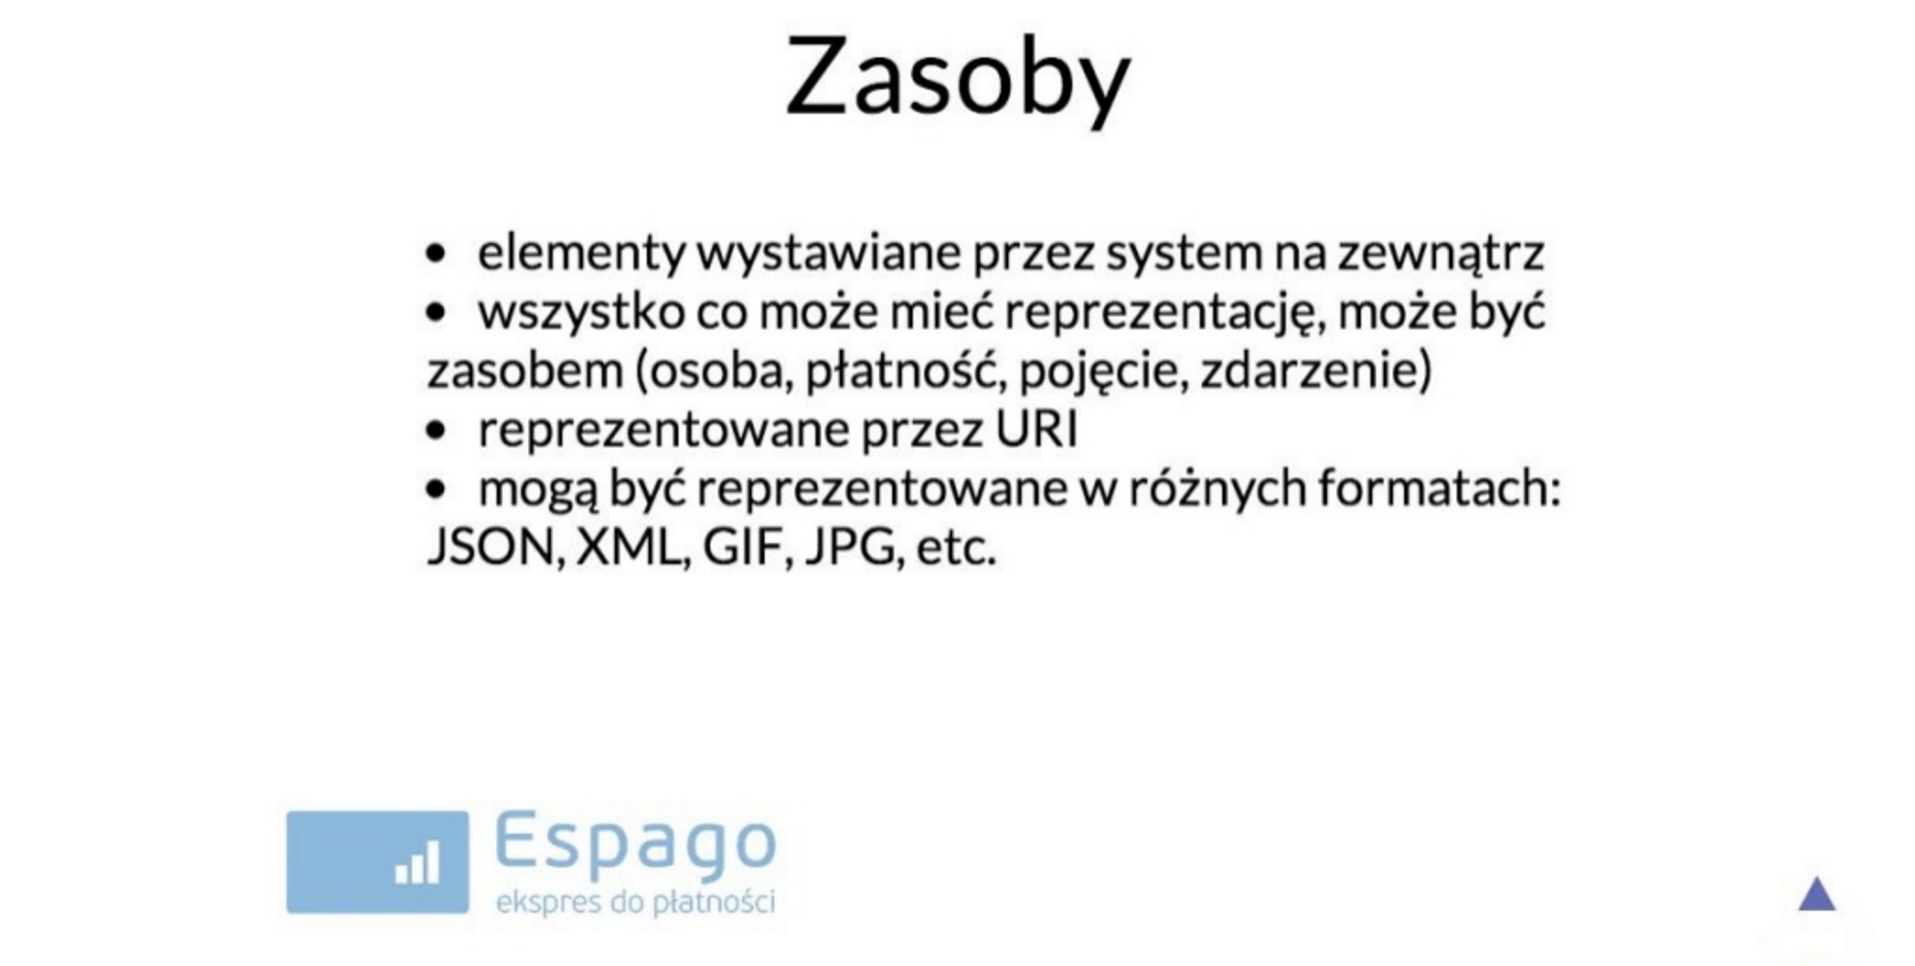 Zasoby
• elementy wystawiane przez system na zewnątrz
• wszystko co może mieć reprezentację, może być
zasobem (osoba, płatność, pojęcie, zdarzenie)
• reprezentowane przez URI
• mogą być reprezentowane w różnych formatach:
JSON, XML, GIF, JPG, etc.
Espago
ekspres do płatności